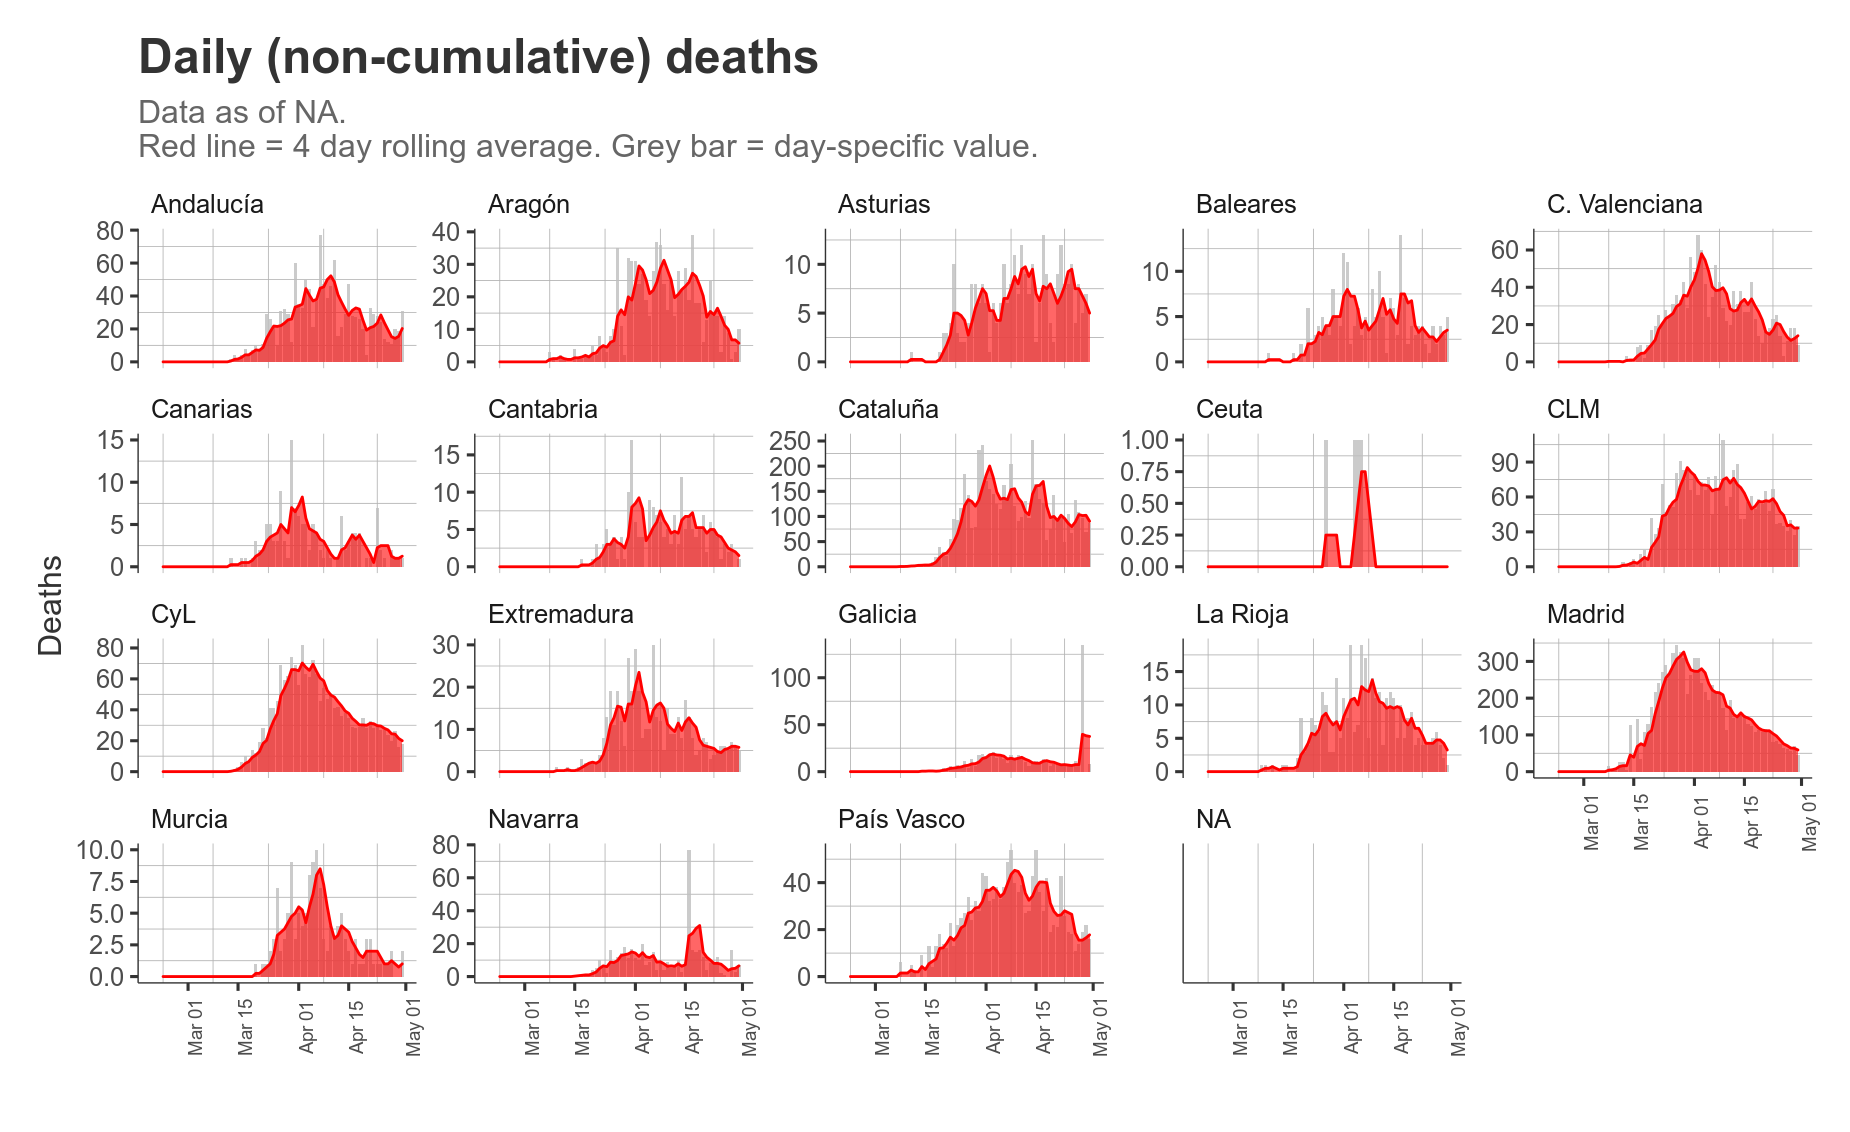 Daily (non-cumulative) deaths
Data as of NA.
Red line = 4 day rolling average. Grey bar = day-specific value.
Deaths
Andalucía
80
60
40
20
0
Aragón
40
30
20
10
0
Asturias
10
5
0
Baleares
10
5
0
C. Valenciana
60
40
20
0
Canarias
15
10
5
0
Cantabria
15
10
5
0
Cataluña
250
200
150
100
50
0
Ceuta
1.00
0.75
0.50
0.25
0.00
CLM
90
60
30
0
CyL
80
60
40
20
0
Extremadura
30
20
10
0
Galicia
100
50
0
La Rioja
15
10
5
0
Madrid
300
200
100
0
Mar 01
Mar 15
Apr 01
Apr 15
May 01
Murcia
10.0
7.5
5.0
2.5
0.0
Mar 01
Mar 15
Apr 01
Apr 15
May 01
Navarra
80
60
40
20
0
Mar 01
Mar 15
Apr 01
Apr 15
May 01
País Vasco
40
20
0
Mar 01
Mar 15
Apr 01
Apr 15
May 01
NA
Mar 01
Mar 15
Apr 01
Apr 15
May 01